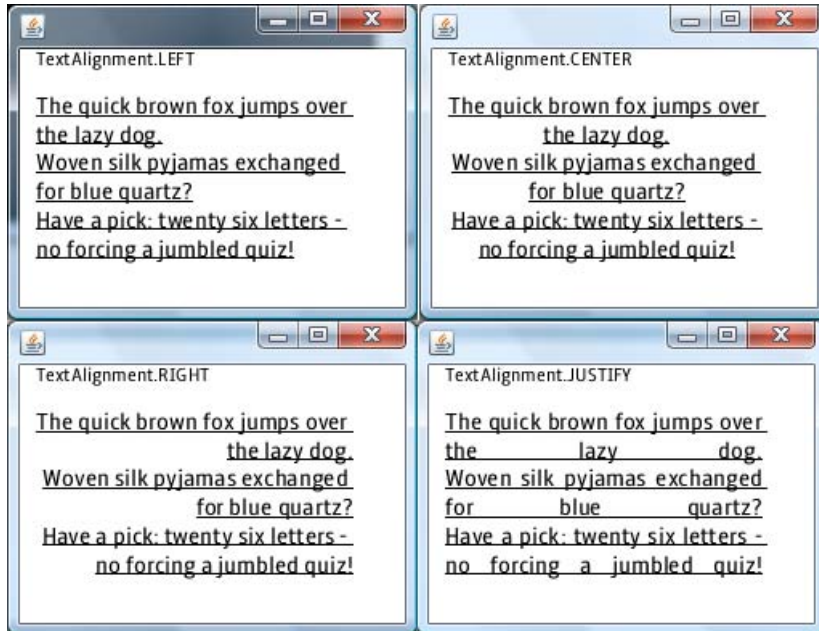 TextAlignment.LEFT
The quick brown fox jumps over
the lazy dog.
Woven silk pyjamas exchanged
for blue quartz?
Have a pick: twenty six letters -
no forcing a jumbled quiz!
TextAlignment.CENTER
The quick brown fox jumps over
the lazy dog.
Woven silk pyjamas exchanged
for blue quartz?
Have a pick: twenty six letters -
no forcing a jumbled quiz!
TextAlignment.RIGHT
The quick brown fox jumps over
the lazy dog.
Woven silk pyjamas exchanged
for blue quartz?
Have a pick: twenty six letters -
no forcing a jumbled quiz!
TextAlignment.JUSTIFY
The quick brown fox jumps over
the lazy dog.
Woven silk pyjamas exchanged
for blue quartz?
Have a pick: twenty six letters -
no forcing a jumbled quiz!